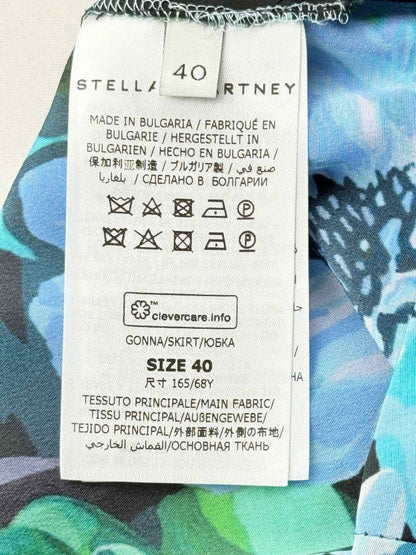 40
STELLA McCARTNEY
MADE IN BULGARIA / FABRIQUÉ EN
BULGARIE / HERGESTELLT IN
BULGARIEN / HECHO EN BULGARIA /
保加利亚制造 / ブルガリア製 / صنع في
بلغاريا / СДЕЛАНО В БОЛГАРИИ
™
clevercare.info
GONNA/SKIRT/ЮБКА
SIZE 40
尺寸 165/68Y
TESSUTO PRINCIPALE/MAIN FABRIC/
TISSU PRINCIPAL/AUßENGEWEBE/
TEJIDO PRINCIPAL/外部面料/外側の布地/
القماش الخارجي/ОСНОВНАЯ ТКАНЬ